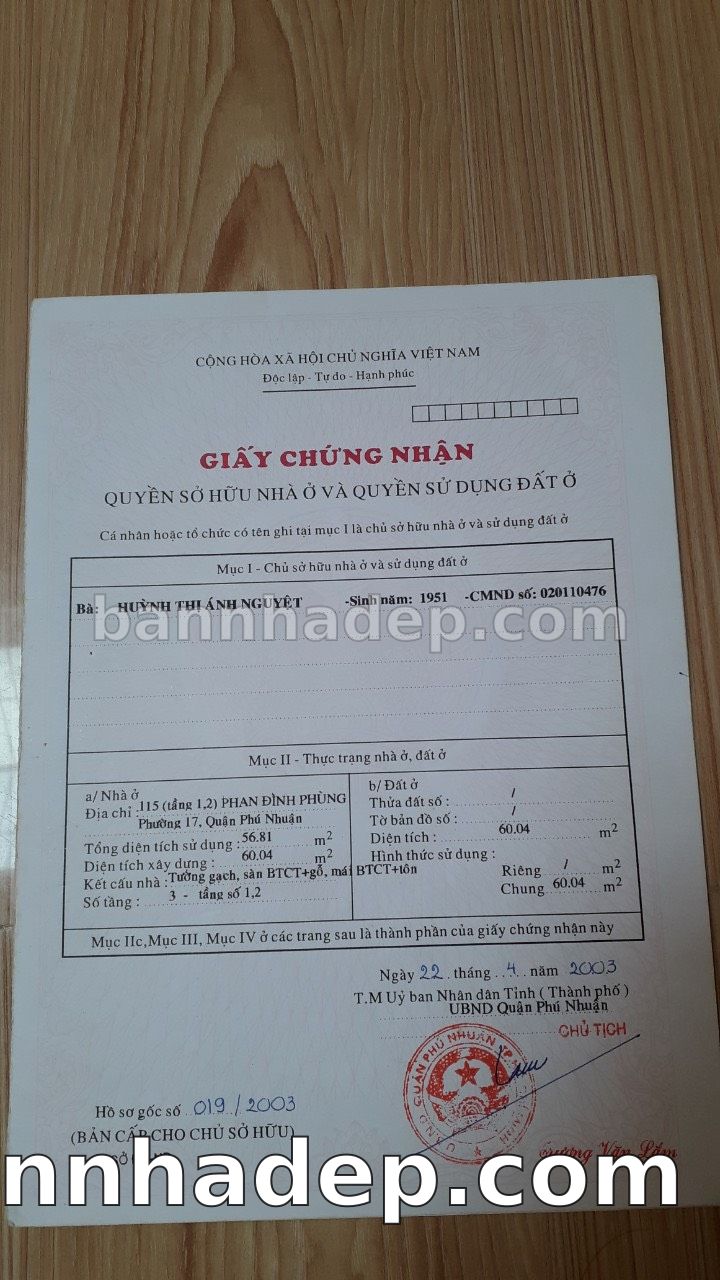 CỘNG HÒA XÃ HỘI CHỦ NGHĨA VIỆT NAM
Độc lập - Tự do - Hạnh phúc
GIẤY CHỨNG NHẬN
QUYỀN SỞ HỮU NHÀ Ở VÀ QUYỀN SỬ DỤNG ĐẤT Ở
Cá nhân hoặc tổ chức có tên ghi tại mục I là chủ sở hữu nhà ở và sử dụng đất ở
Mục I - Chủ sở hữu nhà ở và sử dụng đất ở
Bà: HUỲNH THỊ ÁNH NGUYỆT -Sinh năm: 1951 -CMND số: 020110476
bannhadep.com
Mục II - Thực trạng nhà ở, đất ở
a/ Nhà ở
Địa chỉ : 115 (tầng 1,2) PHAN ĐÌNH PHÙNG
Phường 17, Quận Phú Nhuận
Tổng diện tích sử dụng : 56.81 m2
Diện tích xây dựng : 60.04 m2
Kết cấu nhà : Tường gạch, sàn BTCT+gỗ, mái BTCT+tôn
Số tầng : 3 - tầng số 1,2
b/ Đất ở
Thửa đất số : /
Tờ bản đồ số : /
Diện tích : 60.04 m2
Hình thức sử dụng :
Riêng / m2
Chung 60.04 m2
Mục IIc,Mục III, Mục IV ở các trang sau là thành phần của giấy chứng nhận này
Ngày 22 tháng 4 năm 2003
T.M Uỷ ban Nhân dân Tỉnh ( Thành phố )
UBND Quận Phú Nhuận
CHỦ TỊCH
Trương Văn Lắm
Hồ sơ gốc số 019 / 2003
(BẢN CẤP CHO CHỦ SỞ HỮU)
nnhadep.com